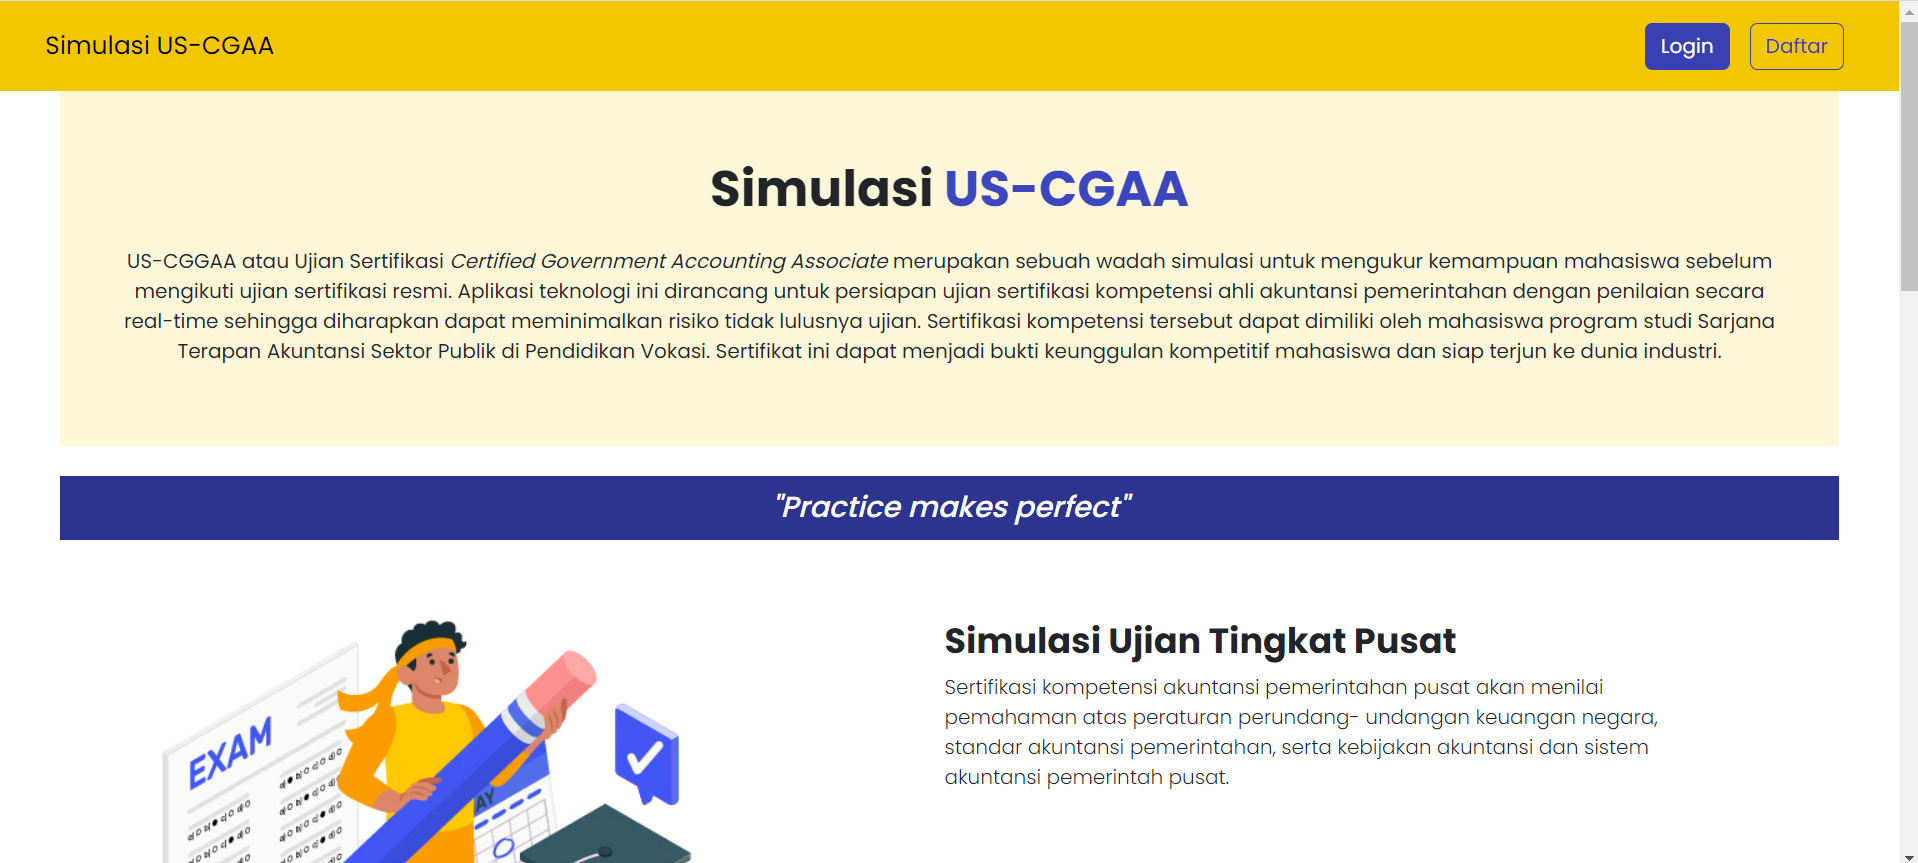 Simulasi US-CGAA
Login
Daftar
Simulasi US-CGAA
US-CGGAA atau Ujian Sertifikasi Certified Government Accounting Associate merupakan sebuah wadah simulasi untuk mengukur kemampuan mahasiswa sebelum
mengikuti ujian sertifikasi resmi. Aplikasi teknologi ini dirancang untuk persiapan ujian sertifikasi kompetensi ahli akuntansi pemerintahan dengan penilaian secara
real-time sehingga diharapkan dapat meminimalkan risiko tidak lulusnya ujian. Sertifikasi kompetensi tersebut dapat dimiliki oleh mahasiswa program studi Sarjana
Terapan Akuntansi Sektor Publik di Pendidikan Vokasi. Sertifikat ini dapat menjadi bukti keunggulan kompetitif mahasiswa dan siap terjun ke dunia industri.
"Practice makes perfect"
EXAM
Simulasi Ujian Tingkat Pusat
Sertifikasi kompetensi akuntansi pemerintahan pusat akan menilai
pemahaman atas peraturan perundang- undangan keuangan negara,
standar akuntansi pemerintahan, serta kebijakan akuntansi dan sistem
akuntansi pemerintah pusat.